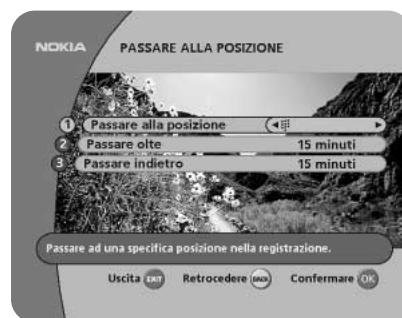 NOKIA
PASSARE ALLA POSIZIONE
1 Passare alla posizione
2 Passare olte 15 minuti
3 Passare indietro 15 minuti
Passare ad una specifica posizione nella registrazione.
Uscita EXIT Retrocedere BACK Confermare OK